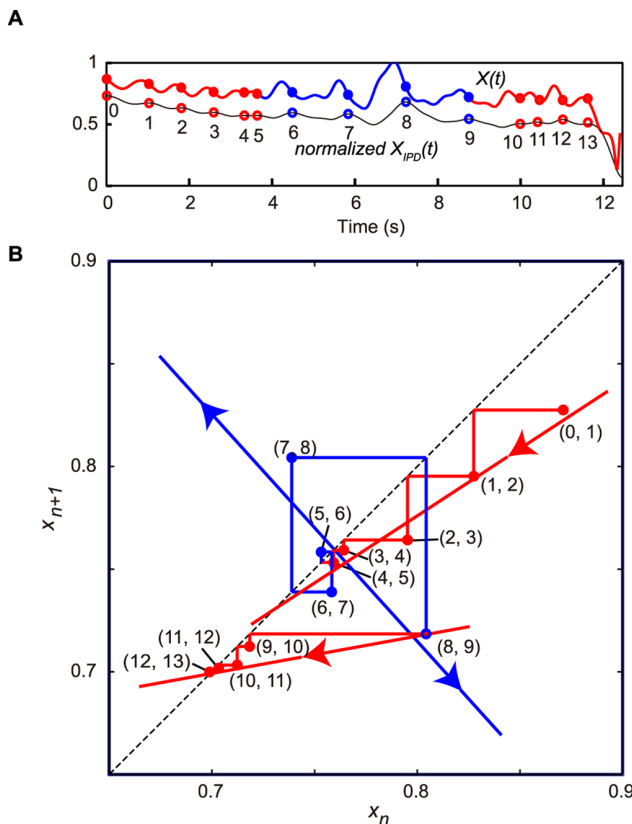 A
1
X(t)
0.5
0 1 2 3 4 5 6 7 8 9 10 11 12 13
normalized X_IPD(t)
0
0 2 4 6 8 10 12
Time (s)
B
0.9
(7, 8)
(0, 1)
0.8
(5, 6)
(1, 2)
x_{n+1}
(2, 3)
(3, 4)
(4, 5)
(6, 7)
(11, 12)
(9, 10)
(8, 9)
(12, 13)
(10, 11)
0.7
0.7 0.8 0.9
x_n